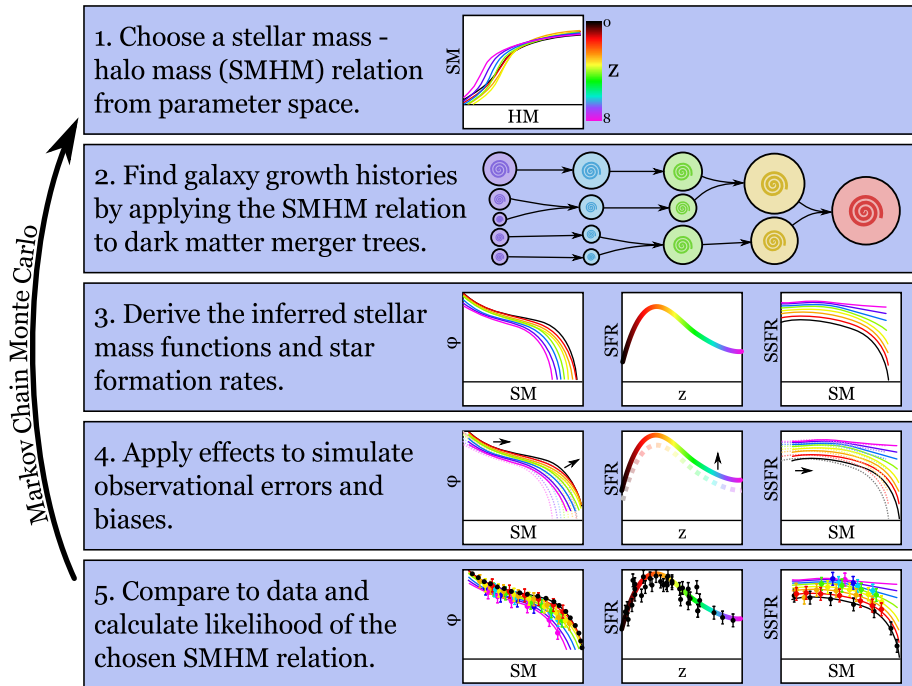 1. Choose a stellar mass -
halo mass (SMHM) relation
from parameter space.
SM
HM
0
z
8
2. Find galaxy growth histories
by applying the SMHM relation
to dark matter merger trees.
Markov Chain Monte Carlo
3. Derive the inferred stellar
mass functions and star
formation rates.
φ
SM
SFR
z
SSFR
SM
4. Apply effects to simulate
observational errors and
biases.
φ
SM
SFR
z
SSFR
SM
5. Compare to data and
calculate likelihood of the
chosen SMHM relation.
φ
SM
SFR
z
SSFR
SM